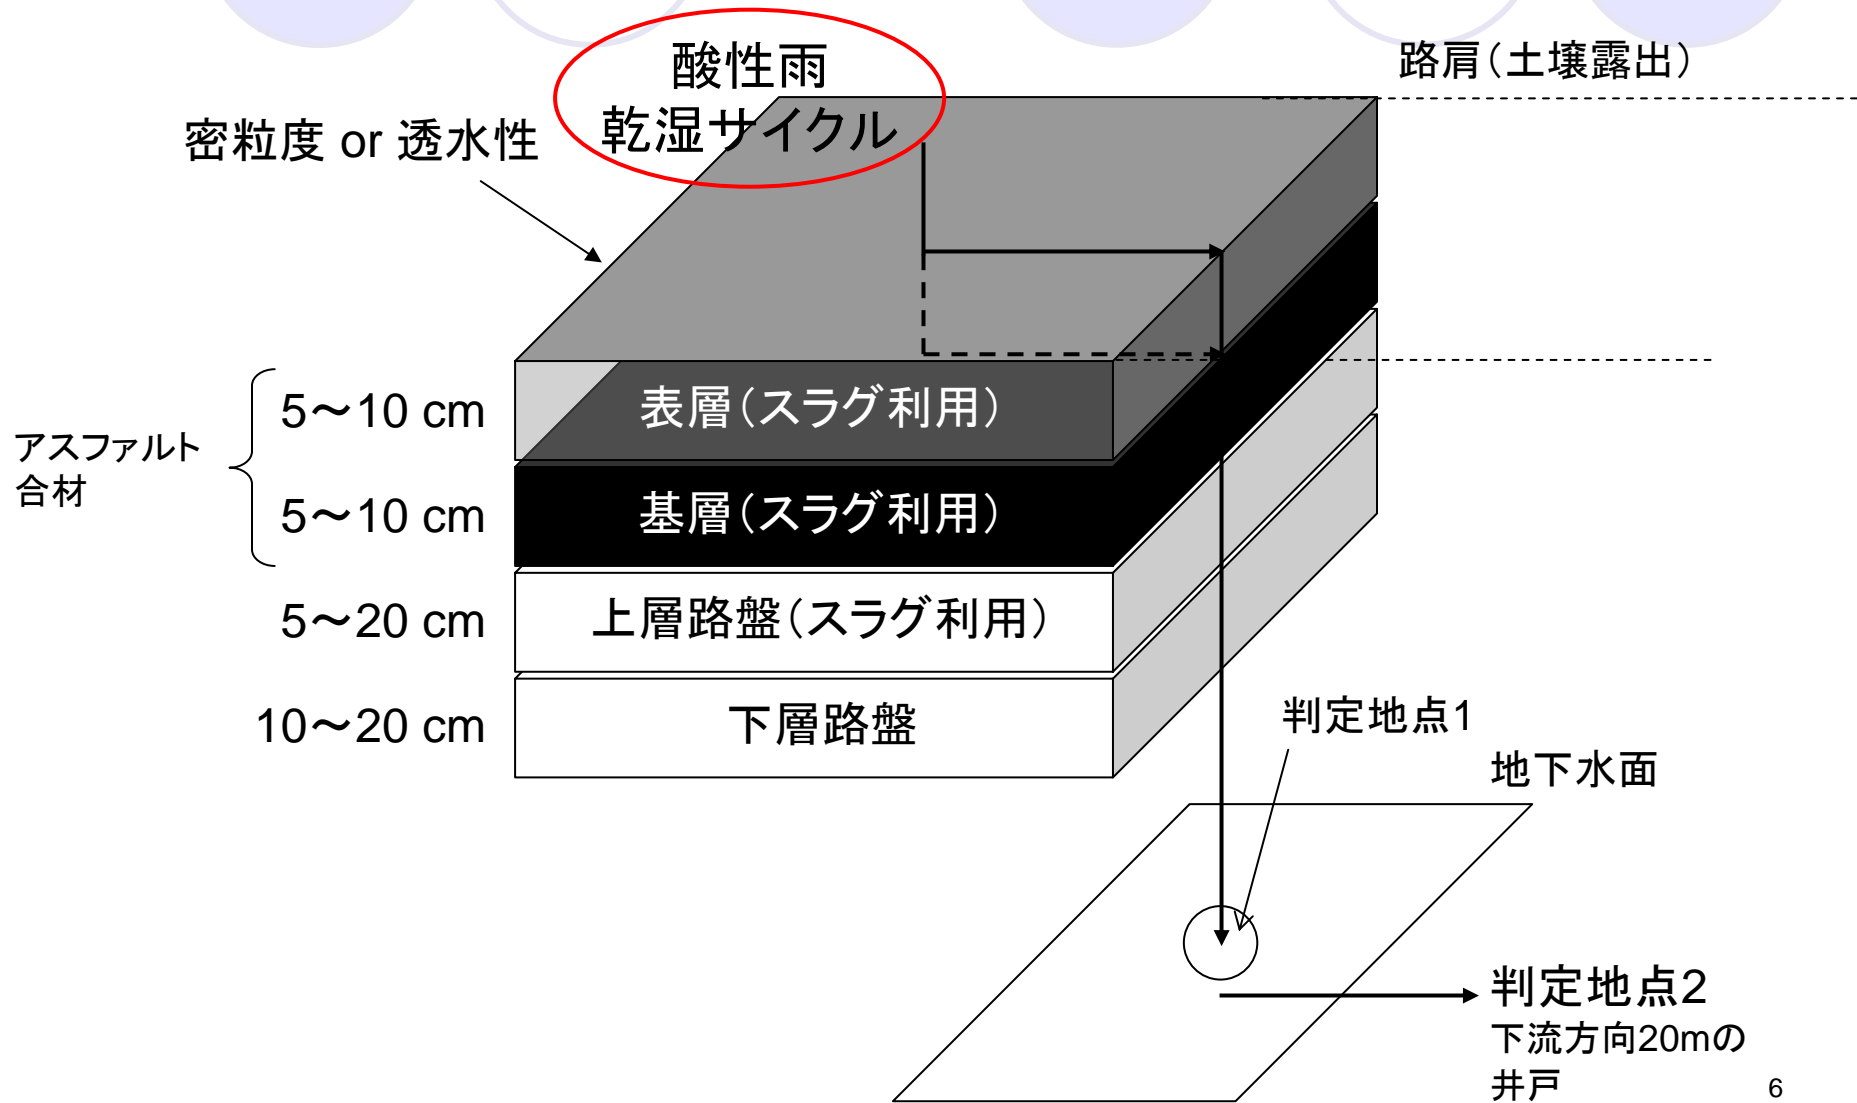 酸性雨
乾湿サイクル
路肩（土壌露出）
密粒度 or 透水性
アスファルト
合材
5～10 cm
表層（スラグ利用）
5～10 cm
基層（スラグ利用）
5～20 cm
上層路盤（スラグ利用）
10～20 cm
下層路盤
判定地点1
地下水面
判定地点2
下流方向20mの
井戸
6